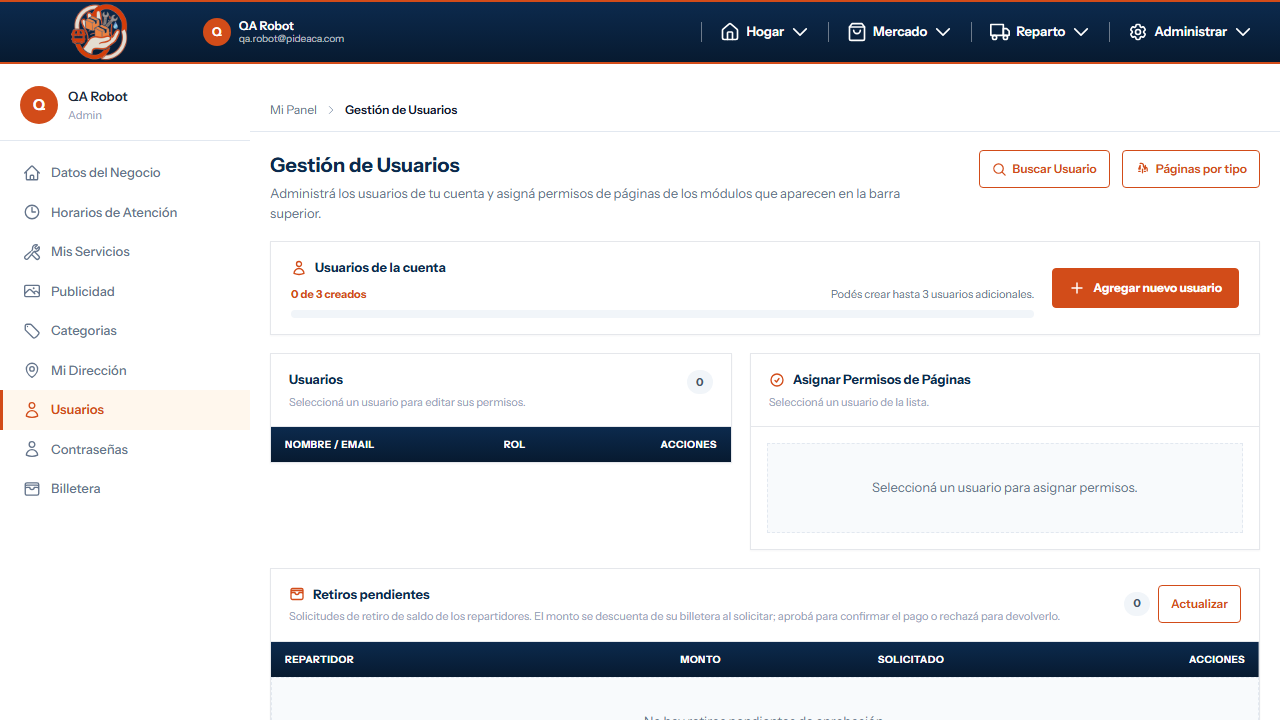 QA Robot
qa.robot@pideaca.com
Q
Hogar
Mercado
Reparto
Administrar
Q
QA Robot
Admin
Datos del Negocio
Horarios de Atención
Mis Servicios
Publicidad
Categorias
Mi Dirección
Usuarios
Contraseñas
Billetera
Mi Panel
Gestión de Usuarios
Gestión de Usuarios
Administrá los usuarios de tu cuenta y asigná permisos de páginas de los módulos que aparecen en la barra
superior.
Buscar Usuario
Páginas por tipo
Usuarios de la cuenta
0 de 3 creados
Podés crear hasta 3 usuarios adicionales.
Agregar nuevo usuario
Usuarios
Seleccioná un usuario para editar sus permisos.
0
NOMBRE / EMAIL
ROL
ACCIONES
Asignar Permisos de Páginas
Seleccioná un usuario de la lista.
Seleccioná un usuario para asignar permisos.
Retiros pendientes
Solicitudes de retiro de saldo de los repartidores. El monto se descuenta de su billetera al solicitar; aprobá para confirmar el pago o rechazá para devolverlo.
0
Actualizar
REPARTIDOR
MONTO
SOLICITADO
ACCIONES
No hay retiros pendientes de aprobación